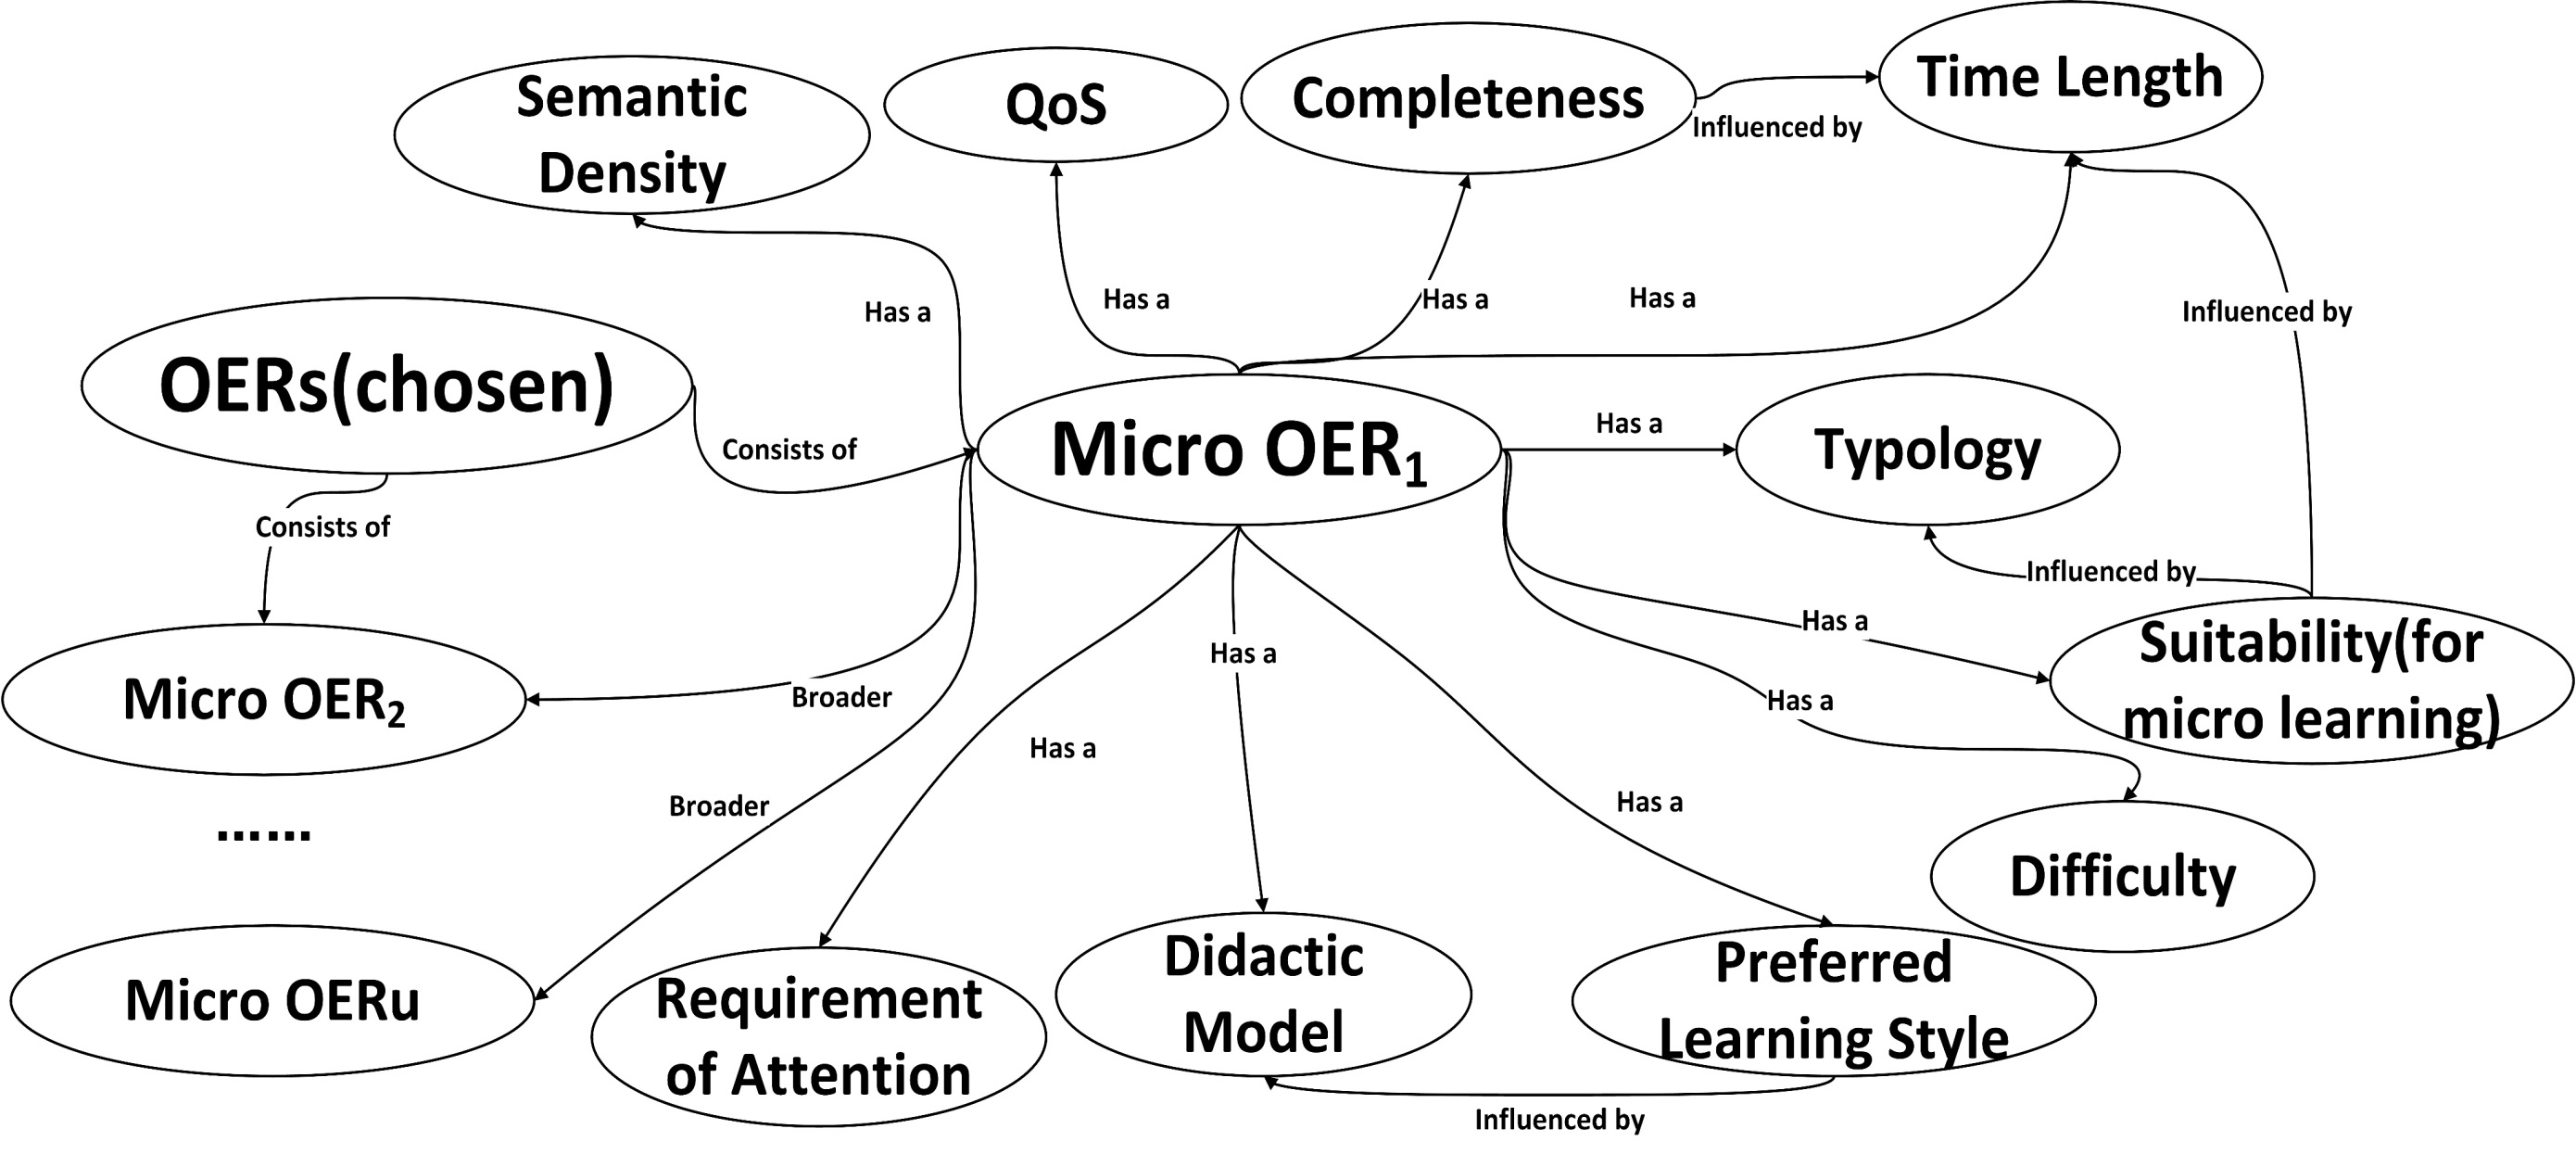 Semantic
Density
QoS
Completeness
Time Length
Influenced by
Has a
Has a
Has a
Has a
Influenced by
OERs(chosen)
Consists of
Micro OER₁
Has a
Typology
Consists of
Influenced by
Has a
Suitability(for
micro learning)
Has a
Micro OER₂
Broader
Has a
Has a
Has a
Broader
......
Difficulty
Micro OERu
Requirement
of Attention
Didactic
Model
Preferred
Learning Style
Influenced by